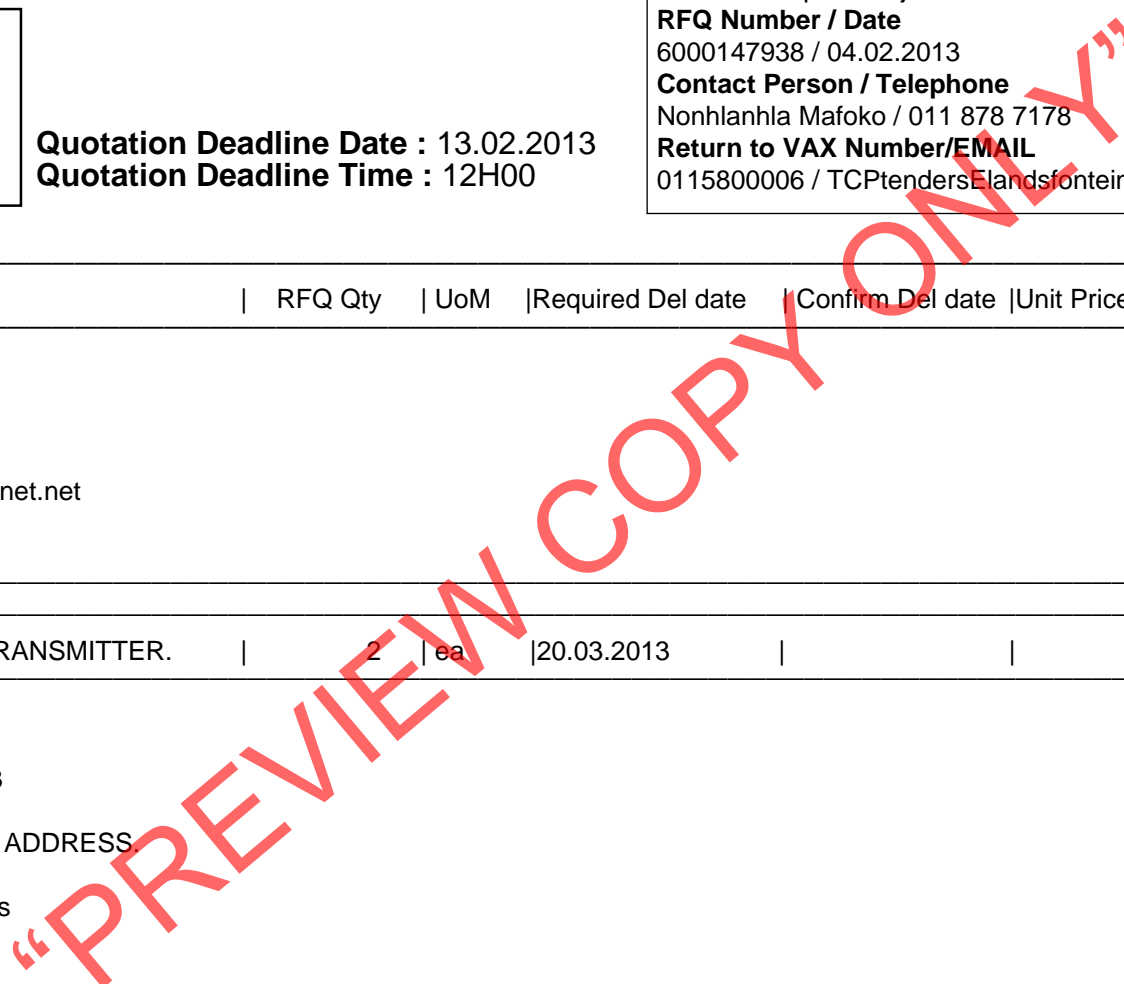 RFQ Number / Date
6000147938 / 04.02.2013
Contact Person / Telephone
Nonhlanhla Mafoko / 011 878 7178
Return to VAX Number/EMAIL
0115800006 / TCPtendersElandsfontein
Quotation Deadline Date : 13.02.2013
Quotation Deadline Time : 12H00
| RFQ Qty | UoM |Required Del date | Confirm Del date |Unit Price
net.net
RANSMITTER. | 2 | ea |20.03.2013 | |
ADDRESS.
s
“PREVIEW COPY ONLY”